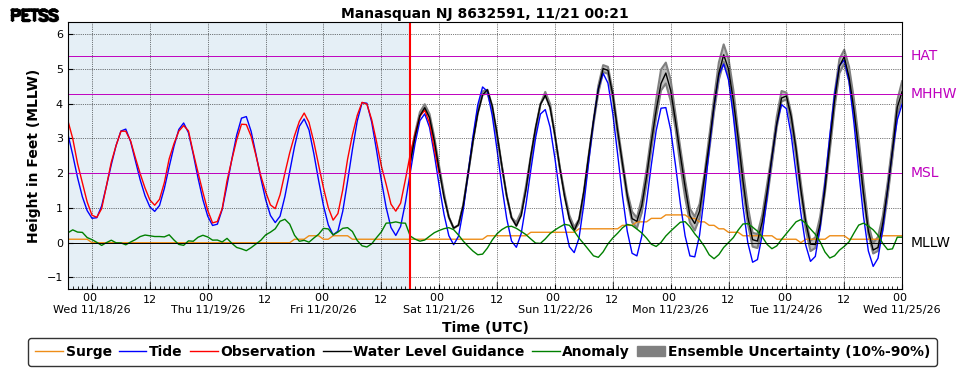 PETSS
Manasquan NJ 8632591, 11/21 00:21
Height in Feet (MLLW)
6
5
4
3
2
1
0
−1
HAT
MHHW
MSL
MLLW
00 12 00 12 00 12 00 12 00 12 00 12 00 12 00
Wed 11/18/26 Thu 11/19/26 Fri 11/20/26 Sat 11/21/26 Sun 11/22/26 Mon 11/23/26 Tue 11/24/26 Wed 11/25/26
Time (UTC)
Surge Tide Observation Water Level Guidance Anomaly Ensemble Uncertainty (10%-90%)